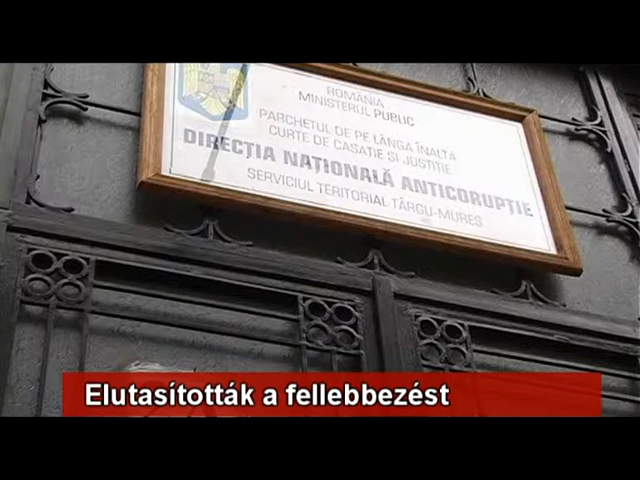 ROMÂNIA
MINISTERUL PUBLIC
PARCHETUL DE PE LÂNGA ÎNALTA
CURTE DE CASAȚIE ȘI JUSTIȚIE
DIRECȚIA NAȚIONALĂ ANTICORUPȚIE
SERVICIUL TERITORIAL TÂRGU-MUREȘ
Elutasították a fellebbezést